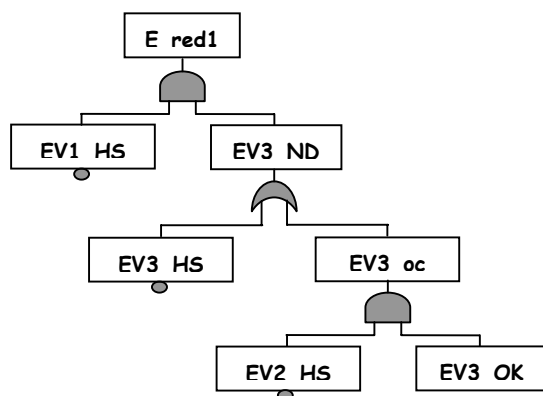 E red1
EV1 HS
EV3 ND
EV3 HS
EV3 oc
EV2 HS
EV3 OK